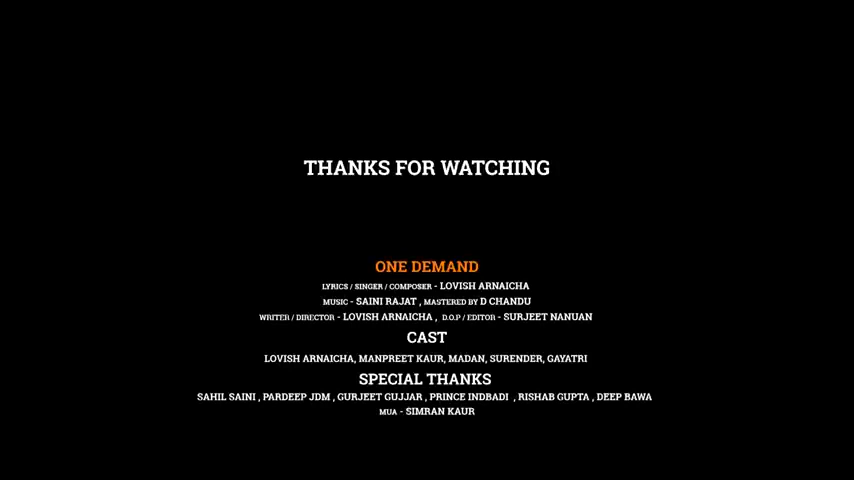 THANKS FOR WATCHING
ONE DEMAND
LYRICS / SINGER / COMPOSER - LOVISH ARNAICHA
MUSIC - SAINI RAJAT , MASTERED BY D CHANDU
WRITER / DIRECTOR - LOVISH ARNAICHA , D.O.P / EDITOR - SURJEET NANUAN
CAST
LOVISH ARNAICHA, MANPREET KAUR, MADAN, SURENDER, GAYATRI
SPECIAL THANKS
SAHIL SAINI , PARDEEP JDM , GURJEET GUJJAR , PRINCE INDBADI , RISHAB GUPTA , DEEP BAWA
MUA - SIMRAN KAUR